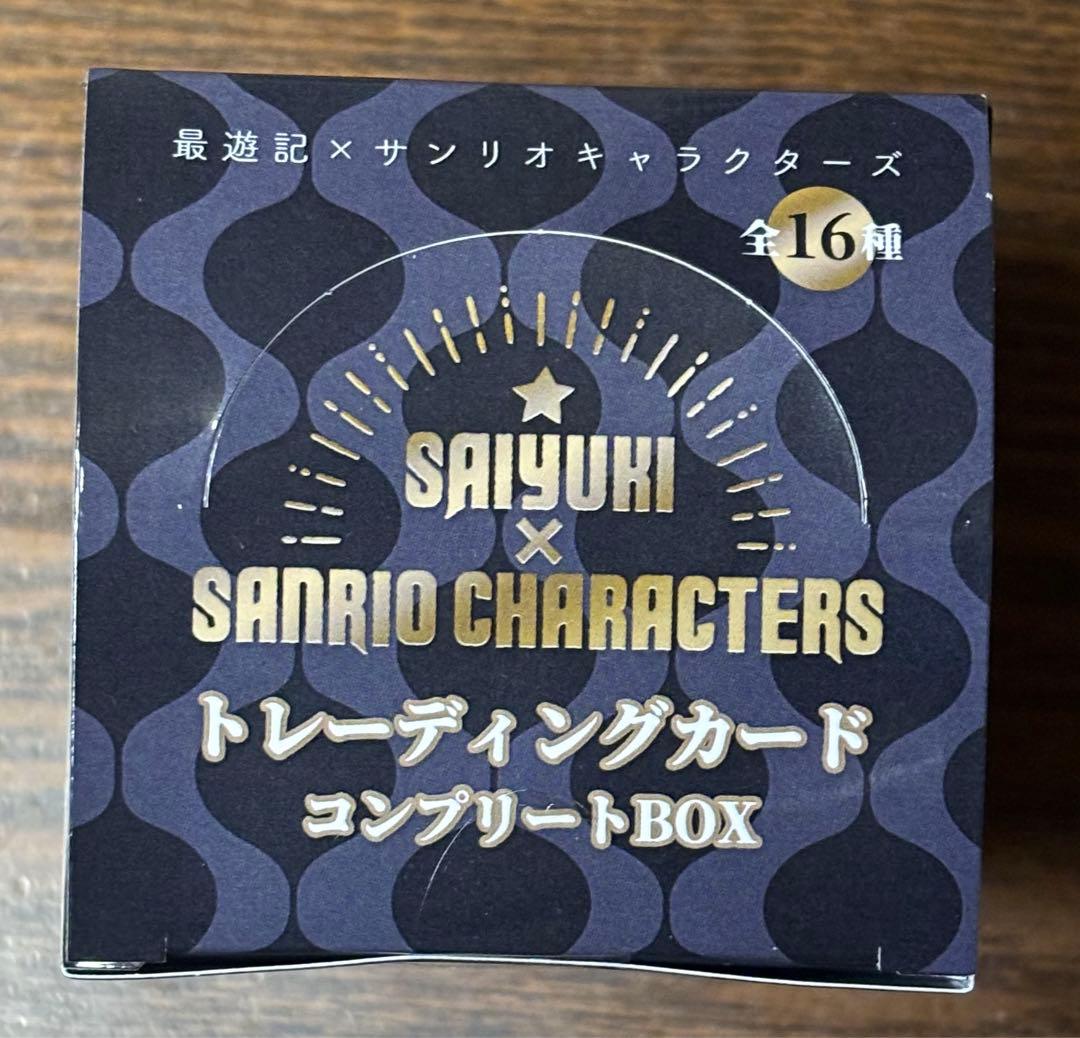 最遊記×サンリオキャラクターズ
全16種
SAIYUKI
×
SANRIO CHARACTERS
トレーディングカード
コンプリートBOX